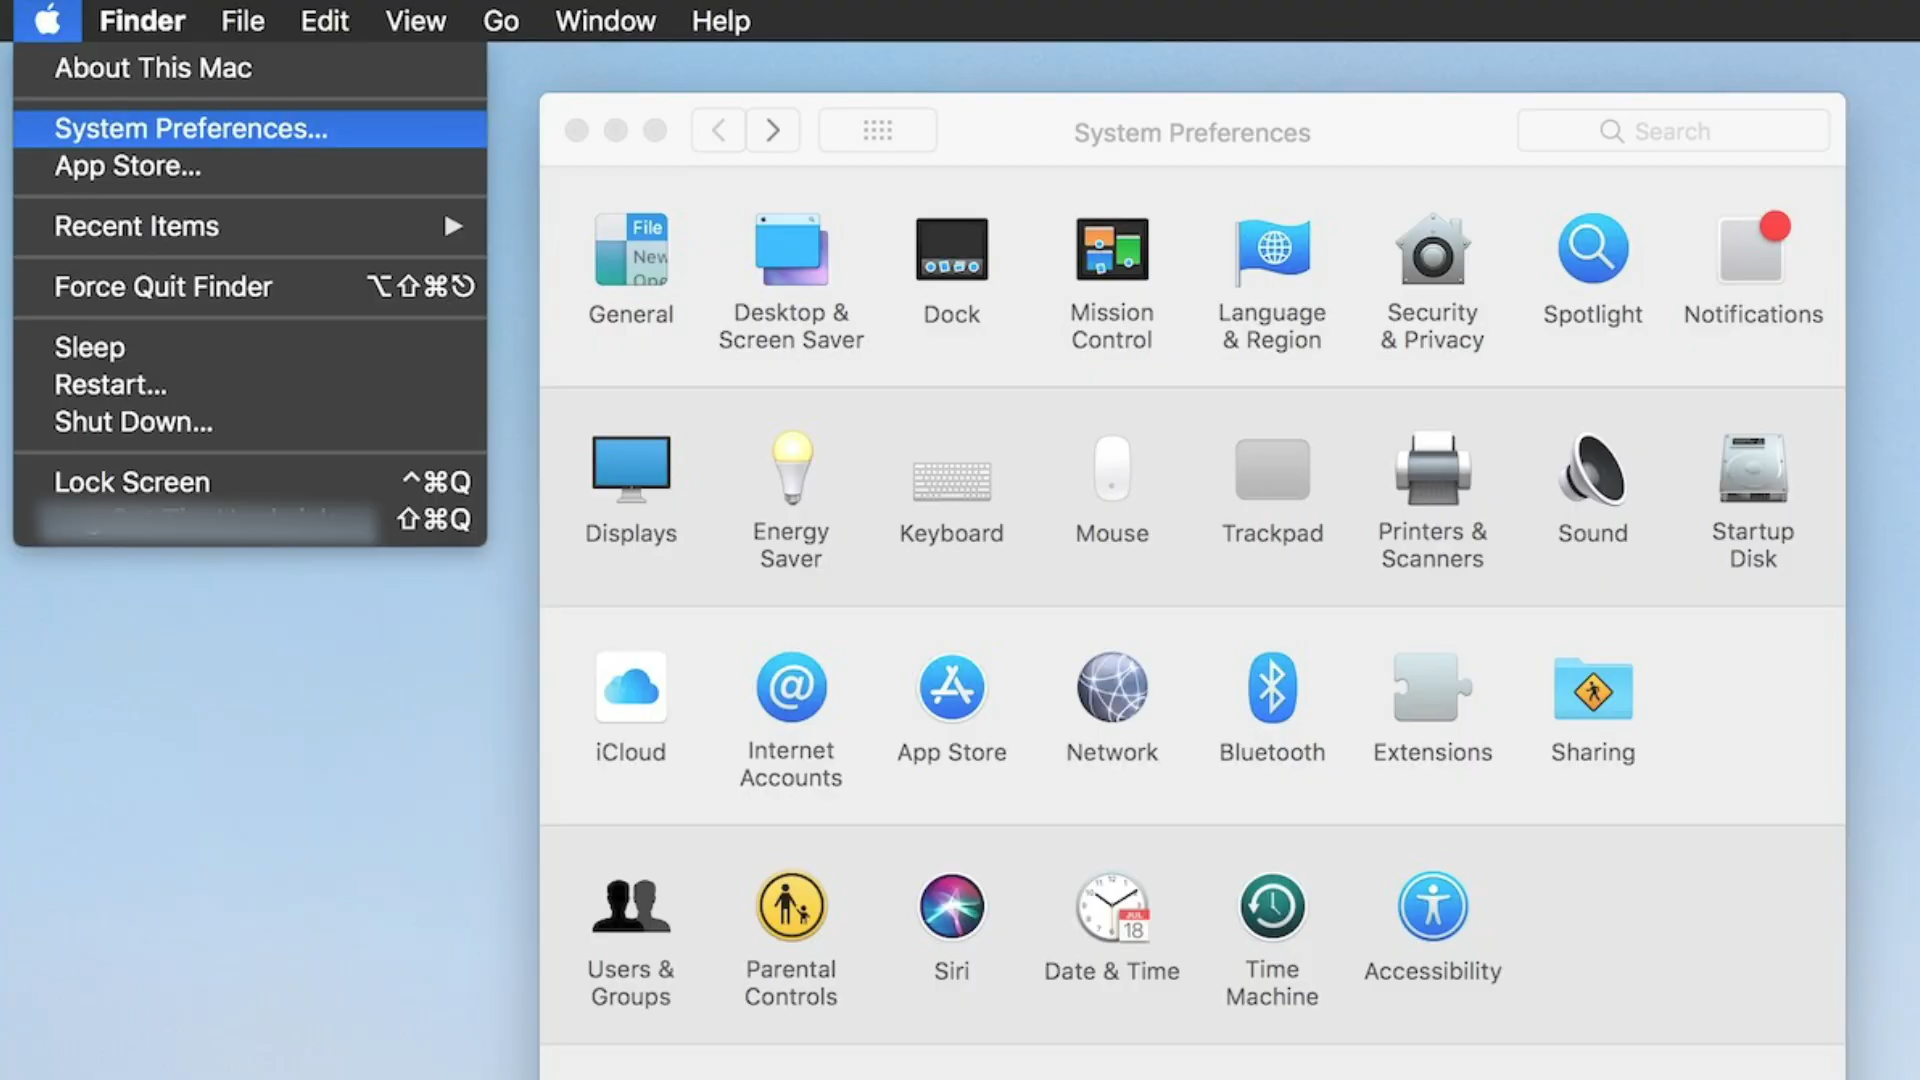 Finder File Edit View Go Window Help
About This Mac
System Preferences...
App Store...
Recent Items ▶
Force Quit Finder ⌥⇧⌘⎋
Sleep
Restart...
Shut Down...
Lock Screen ^⌘Q
⇧⌘Q
System Preferences
Search
File
New
Ope
General
Desktop &
Screen Saver
Dock
Mission
Control
Language
& Region
Security
& Privacy
Spotlight
Notifications
Displays
Energy
Saver
Keyboard
Mouse
Trackpad
Printers &
Scanners
Sound
Startup
Disk
iCloud
@
Internet
Accounts
App Store
Network
Bluetooth
Extensions
Sharing
Users &
Groups
Parental
Controls
Siri
JUL
18
Date & Time
Time
Machine
Accessibility